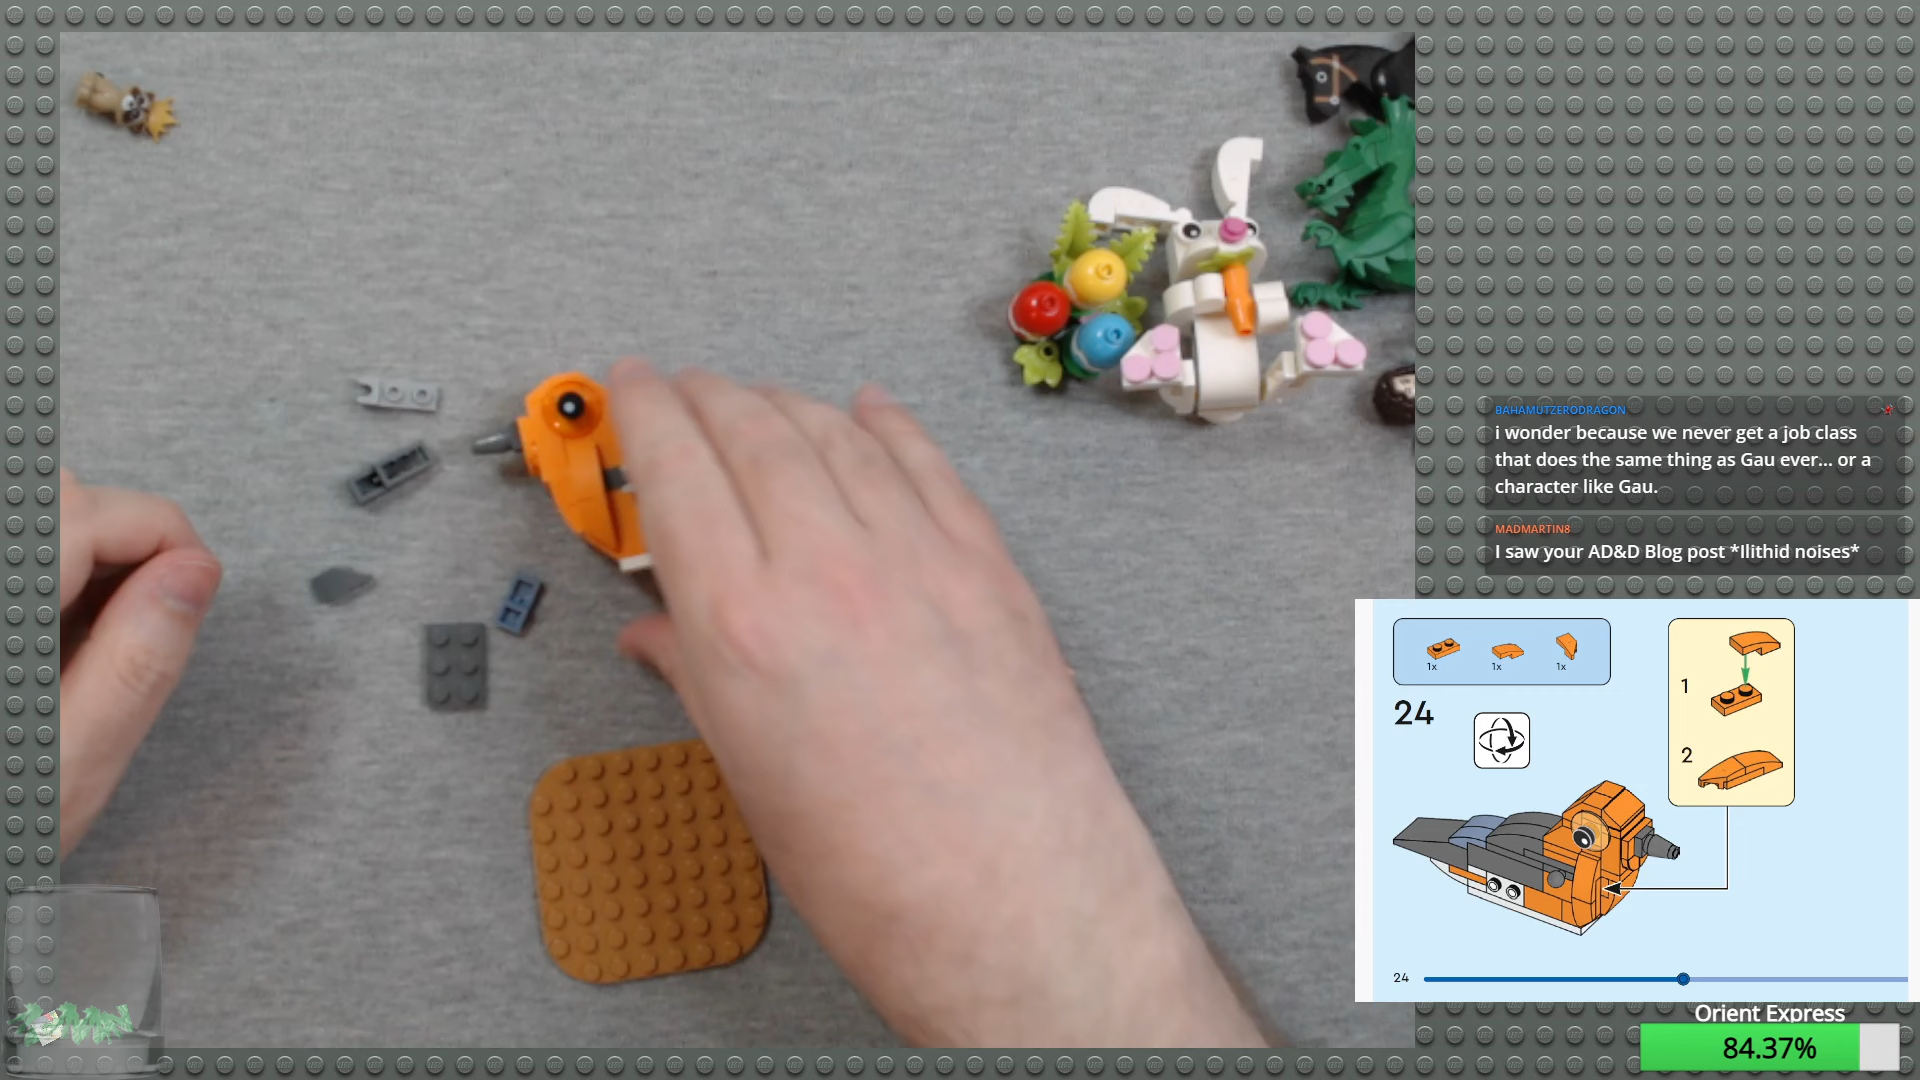 BAHAMUTZERODRAGON
i wonder because we never get a job class
that does the same thing as Gau ever... or a
character like Gau.
MADMARTIN8
I saw your AD&D Blog post *Ilithid noises*
1x 1x 1x
24
1
2
24
Orient Express
84.37%